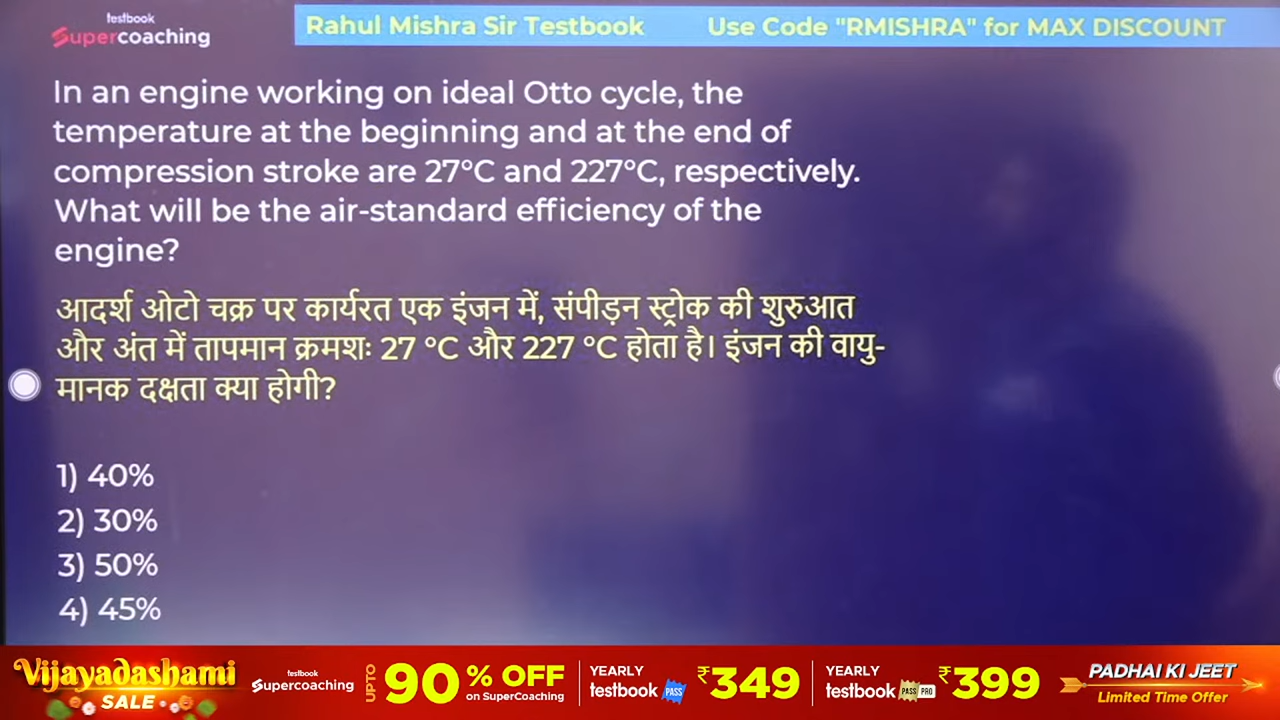 testbook
Supercoaching
Rahul Mishra Sir Testbook Use Code "RMISHRA" for MAX DISCOUNT
In an engine working on ideal Otto cycle, the
temperature at the beginning and at the end of
compression stroke are 27°C and 227°C, respectively.
What will be the air-standard efficiency of the
engine?
आदर्श ओटो चक्र पर कार्यरत एक इंजन में, संपीड़न स्ट्रोक की शुरुआत
और अंत में तापमान क्रमशः 27 °C और 227 °C होता है। इंजन की वायु-
मानक दक्षता क्या होगी?
1) 40%
2) 30%
3) 50%
4) 45%
Vijayadashami
SALE
testbook
Supercoaching
UPTO 90% OFF
on SuperCoaching
YEARLY
testbook PASS
₹349
YEARLY
testbook PASS PRO
₹399
PADHAI KI JEET
Limited Time Offer